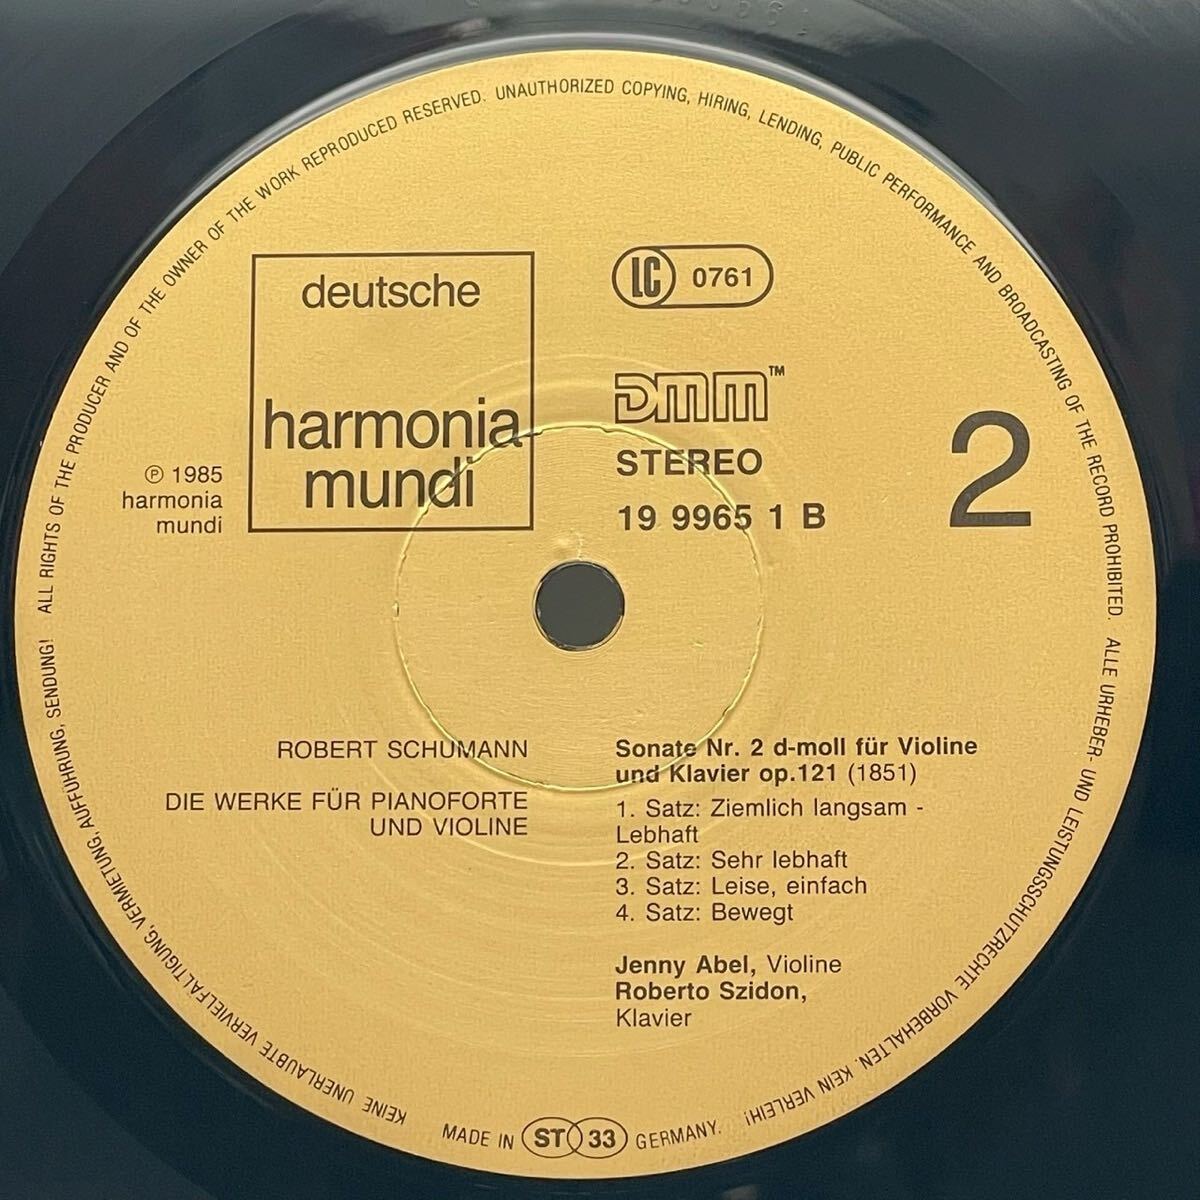 ALL RIGHTS OF THE PRODUCER AND OF THE OWNER OF THE WORK REPRODUCED RESERVED. UNAUTHORIZED COPYING, HIRING, LENDING, PUBLIC PERFORMANCE AND BROADCASTING OF THE RECORD PROHIBITED.
ALLE URHEBER- UND LEISTUNGSSCHUTZRECHTE VORBEHALTEN. KEIN VERLEIH!
KEINE UNERLAUBTE VERVIELFÄLTIGUNG, VERMIETUNG, AUFFÜHRUNG, SENDUNG!
deutsche
harmonia
mundi
℗ 1985
harmonia
mundi
LC 0761
DMM™
STEREO
19 9965 1 B
2
ROBERT SCHUMANN
DIE WERKE FÜR PIANOFORTE
UND VIOLINE
Sonate Nr. 2 d-moll für Violine
und Klavier op.121 (1851)
1. Satz: Ziemlich langsam -
Lebhaft
2. Satz: Sehr lebhaft
3. Satz: Leise, einfach
4. Satz: Bewegt
Jenny Abel, Violine
Roberto Szidon,
Klavier
MADE IN ST 33 GERMANY.